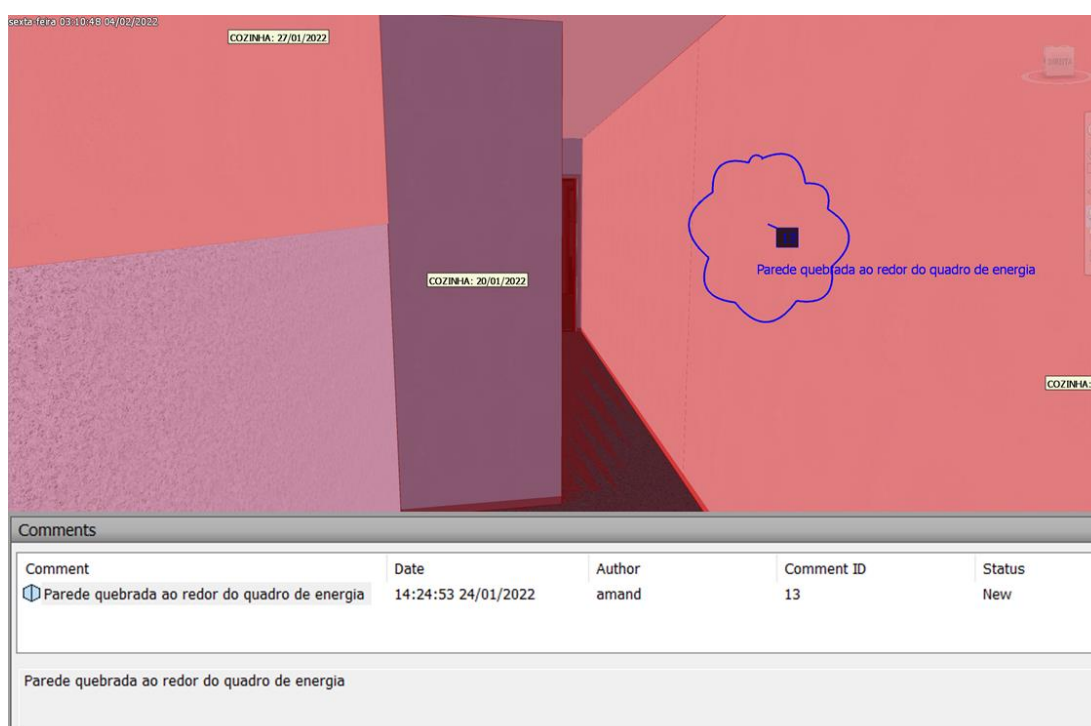 sexta-feira 03:10:48 04/02/2022
COZINHA: 27/01/2022
COZINHA: 20/01/2022
Parede quebrada ao redor do quadro de energia
COZINHA:
Comments
Comment Date Author Comment ID Status
Parede quebrada ao redor do quadro de energia 14:24:53 24/01/2022 amand 13 New
Parede quebrada ao redor do quadro de energia